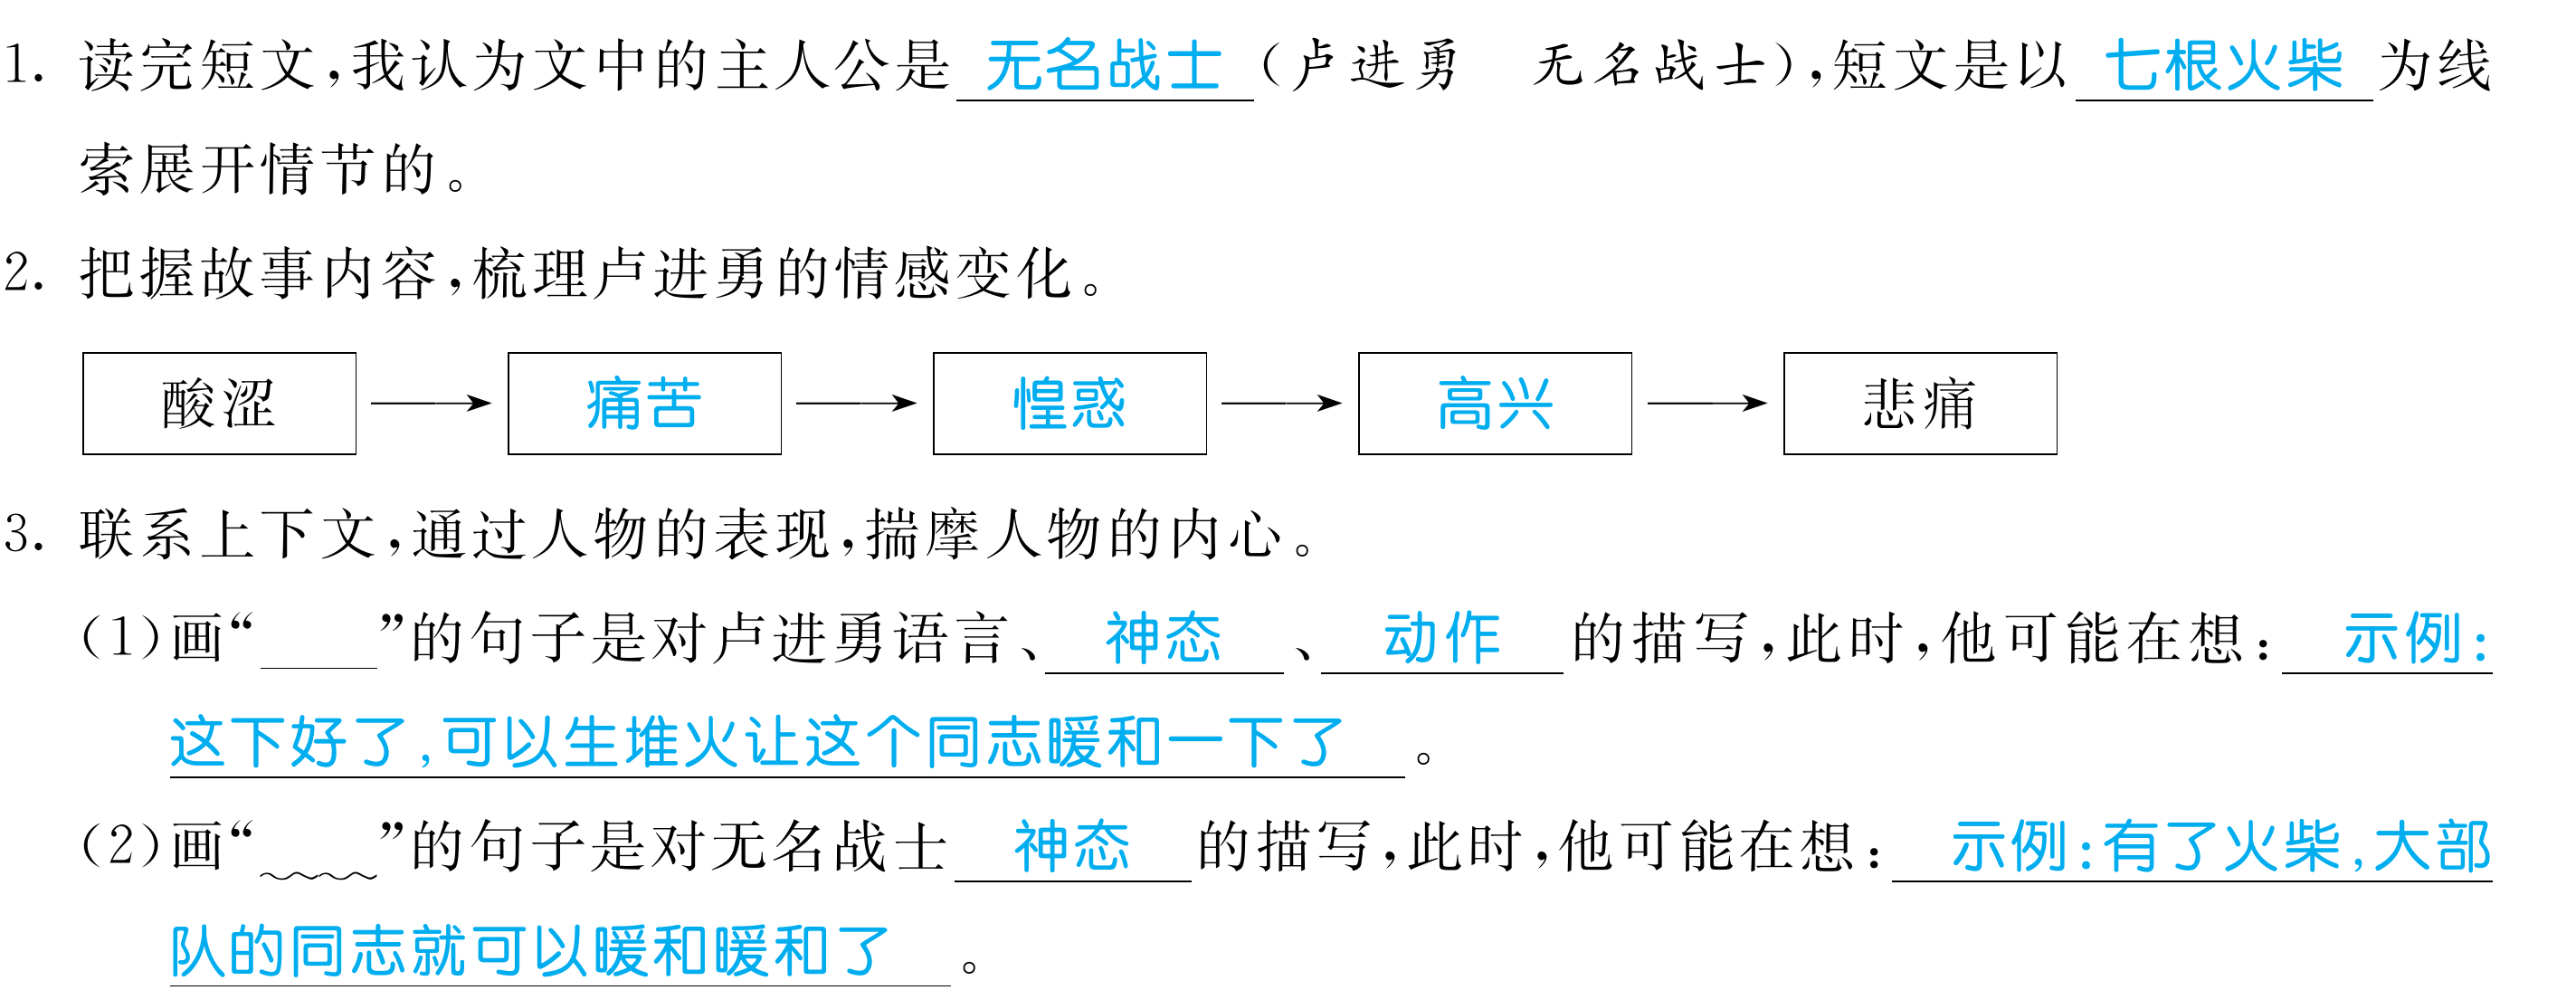 1. 读完短文,我认为文中的主人公是 无名战士 (卢进勇 无名战士),短文是以 七根火柴 为线
索展开情节的。
2. 把握故事内容,梳理卢进勇的情感变化。
酸涩 → 痛苦 → 惶惑 → 高兴 → 悲痛
3. 联系上下文,通过人物的表现,揣摩人物的内心。
(1)画“____”的句子是对卢进勇语言、 神态 、 动作 的描写,此时,他可能在想: 示例:
这下好了,可以生堆火让这个同志暖和一下了 。
(2)画“﹏﹏”的句子是对无名战士 神态 的描写,此时,他可能在想: 示例:有了火柴,大部
队的同志就可以暖和暖和了 。